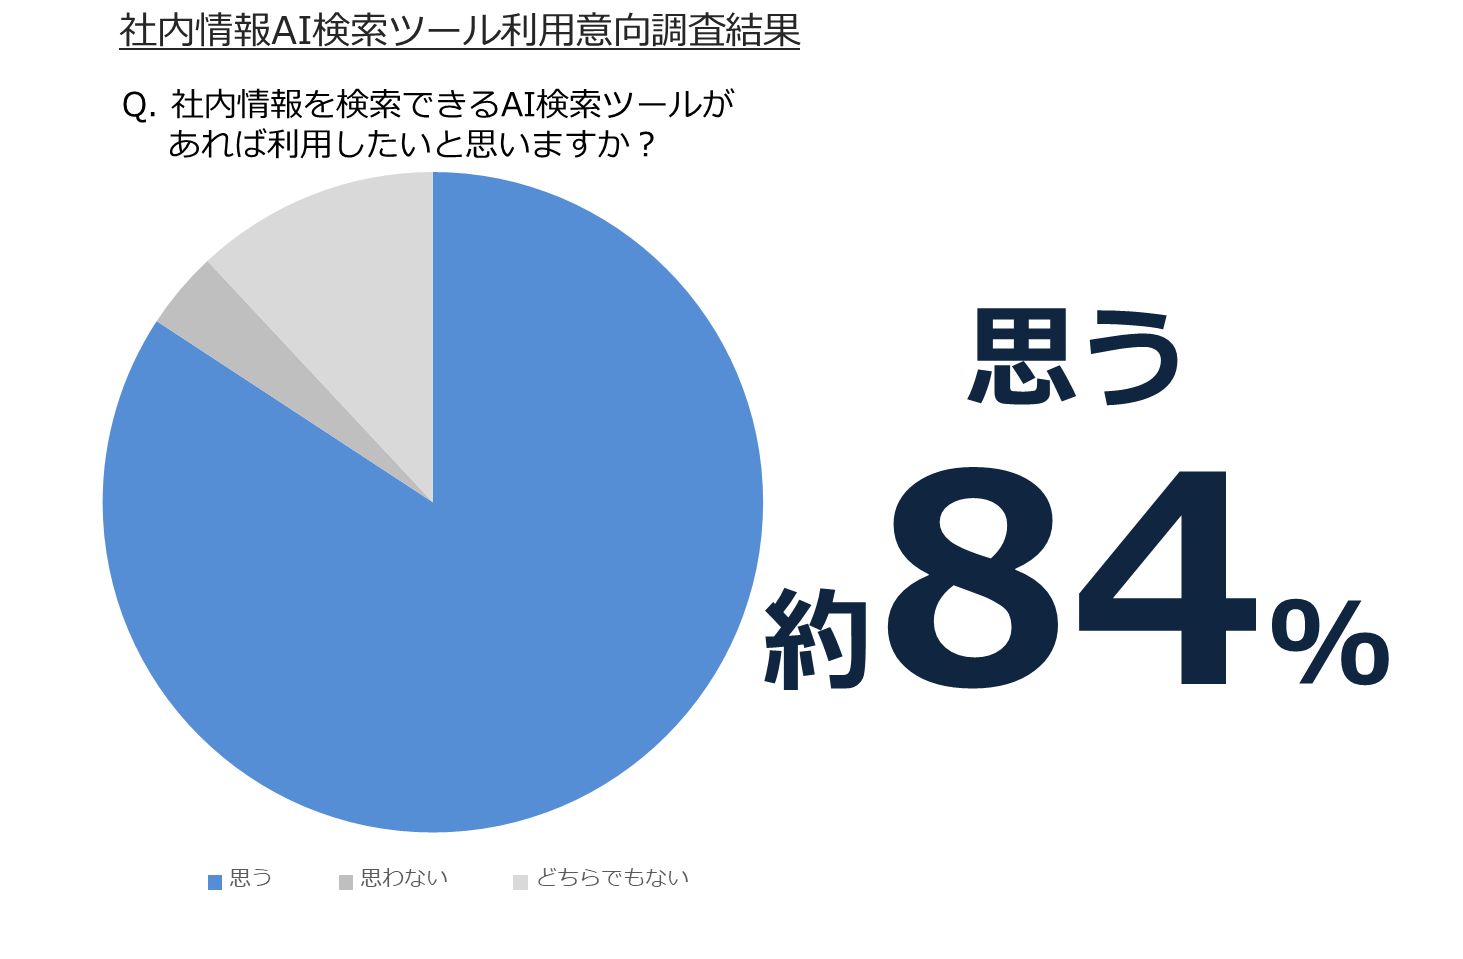 社内情報AI検索ツール利用意向調査結果
Q. 社内情報を検索できるAI検索ツールが
あれば利用したいと思いますか？
思う
約84%
思う 思わない どちらでもない